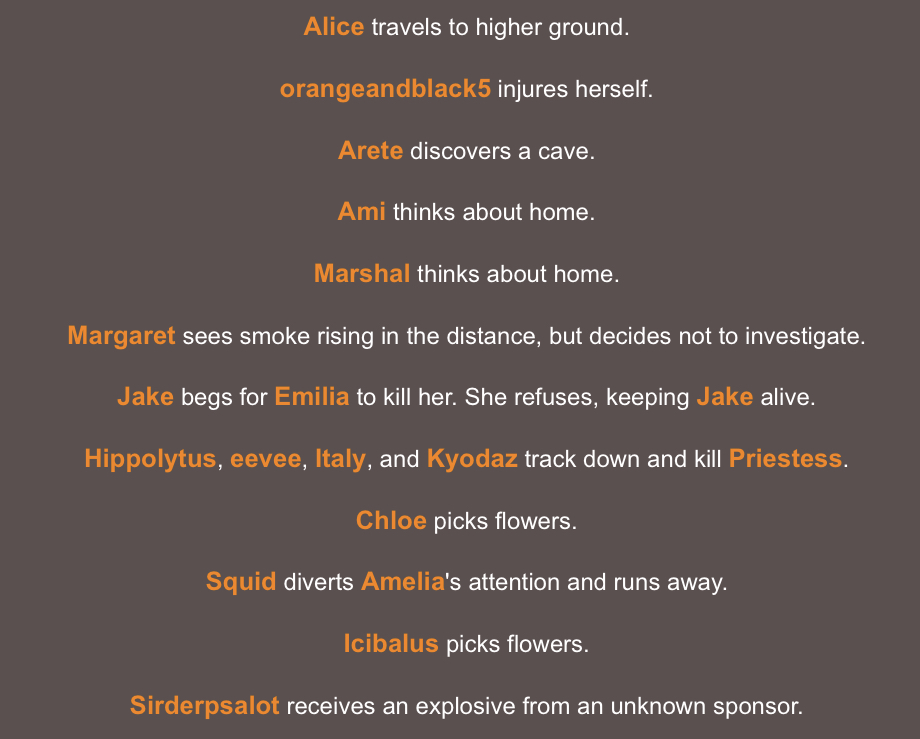 Alice travels to higher ground.
orangeandblack5 injures herself.
Arete discovers a cave.
Ami thinks about home.
Marshal thinks about home.
Margaret sees smoke rising in the distance, but decides not to investigate.
Jake begs for Emilia to kill her. She refuses, keeping Jake alive.
Hippolytus, eevee, Italy, and Kyodaz track down and kill Priestess.
Chloe picks flowers.
Squid diverts Amelia's attention and runs away.
Icibalus picks flowers.
Sirderpsalot receives an explosive from an unknown sponsor.